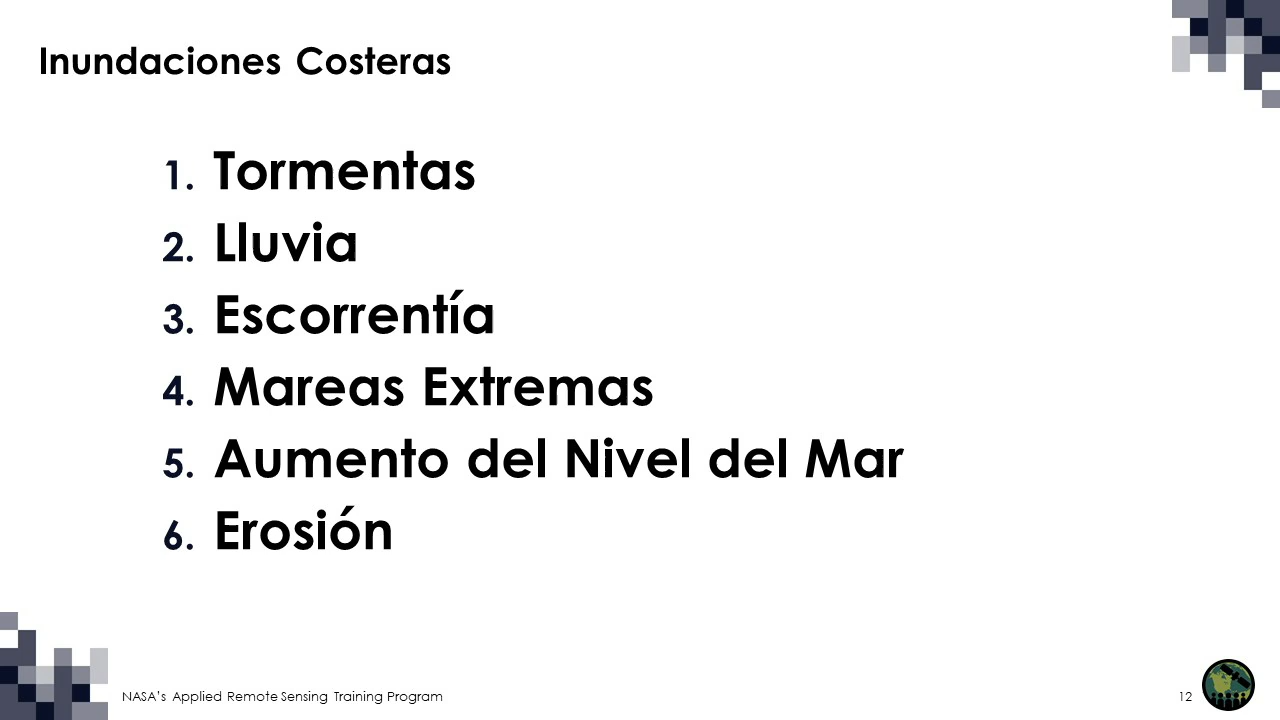 Inundaciones Costeras
1. Tormentas
2. Lluvia
3. Escorrentía
4. Mareas Extremas
5. Aumento del Nivel del Mar
6. Erosión
NASA's Applied Remote Sensing Training Program
12